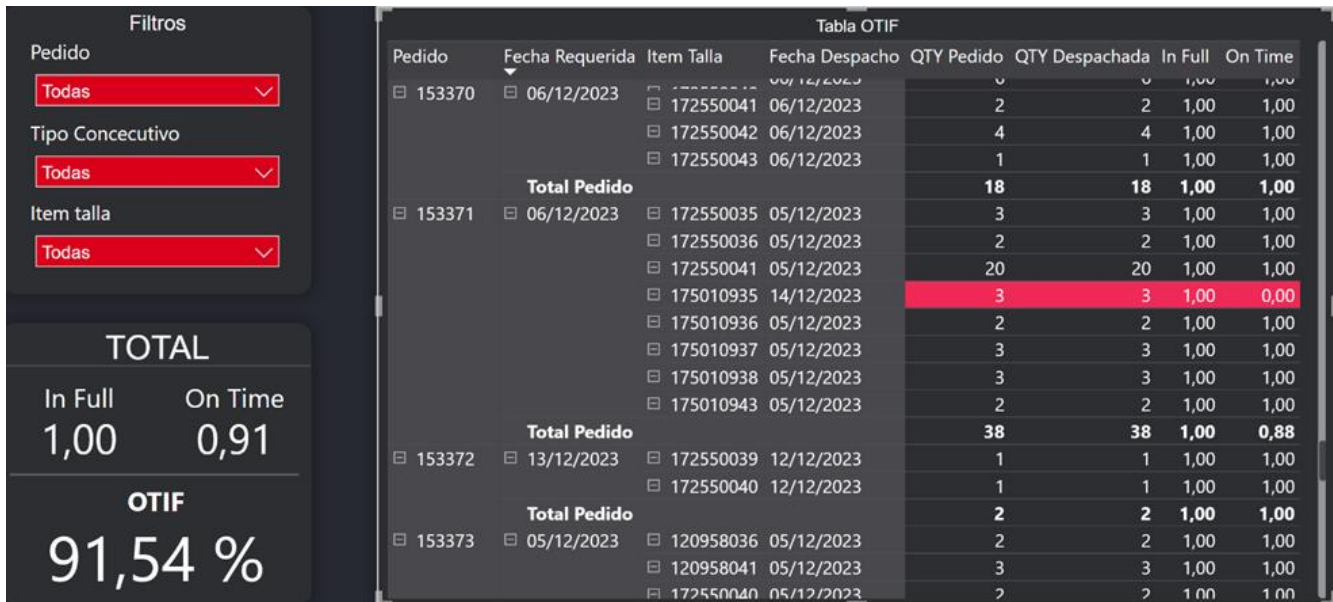 Filtros
Pedido
Todas
Tipo Concecutivo
Todas
Item talla
Todas
TOTAL
In Full On Time
1,00 0,91
OTIF
91,54 %
Tabla OTIF
Pedido Fecha Requerida Item Talla Fecha Despacho QTY Pedido QTY Despachada In Full On Time
153370 06/12/2023
172550041 06/12/2023 2 2 1,00 1,00
172550042 06/12/2023 4 4 1,00 1,00
172550043 06/12/2023 1 1 1,00 1,00
Total Pedido 18 18 1,00 1,00
153371 06/12/2023 172550035 05/12/2023 3 3 1,00 1,00
172550036 05/12/2023 2 2 1,00 1,00
172550041 05/12/2023 20 20 1,00 1,00
175010935 14/12/2023 3 3 1,00 0,00
175010936 05/12/2023 2 2 1,00 1,00
175010937 05/12/2023 3 3 1,00 1,00
175010938 05/12/2023 3 3 1,00 1,00
175010943 05/12/2023 2 2 1,00 1,00
Total Pedido 38 38 1,00 0,88
153372 13/12/2023 172550039 12/12/2023 1 1 1,00 1,00
172550040 12/12/2023 1 1 1,00 1,00
Total Pedido 2 2 1,00 1,00
153373 05/12/2023 120958036 05/12/2023 2 2 1,00 1,00
120958041 05/12/2023 3 3 1,00 1,00
172550040 05/12/2023 2 2 1,00 1,00